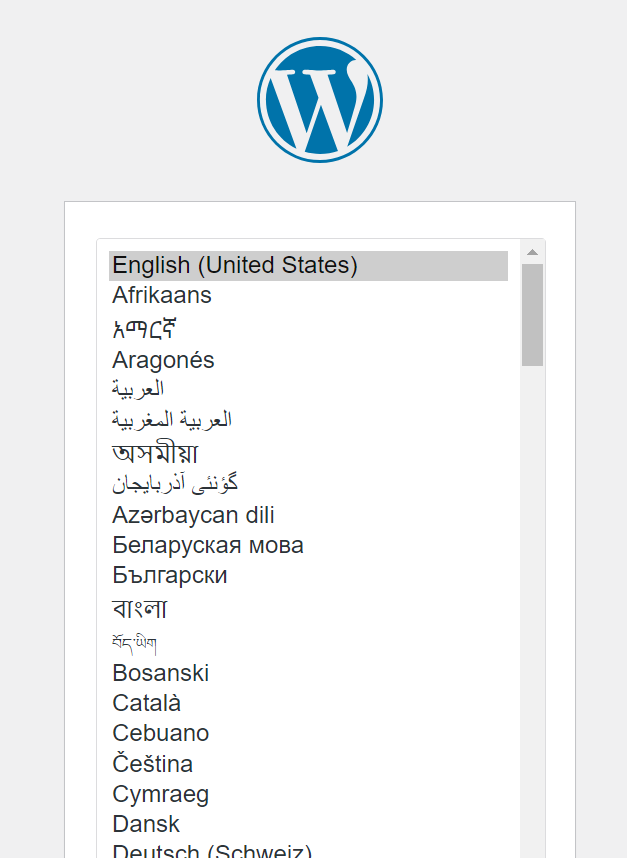 English (United States)
Afrikaans
አማርኛ
Aragonés
العربية
العربية المغربية
অসমীয়া
گؤنئی آذربایجان
Azərbaycan dili
Беларуская мова
Български
বাংলা
བོད་ཡིག
Bosanski
Català
Cebuano
Čeština
Cymraeg
Dansk
Deutsch (Schweiz)